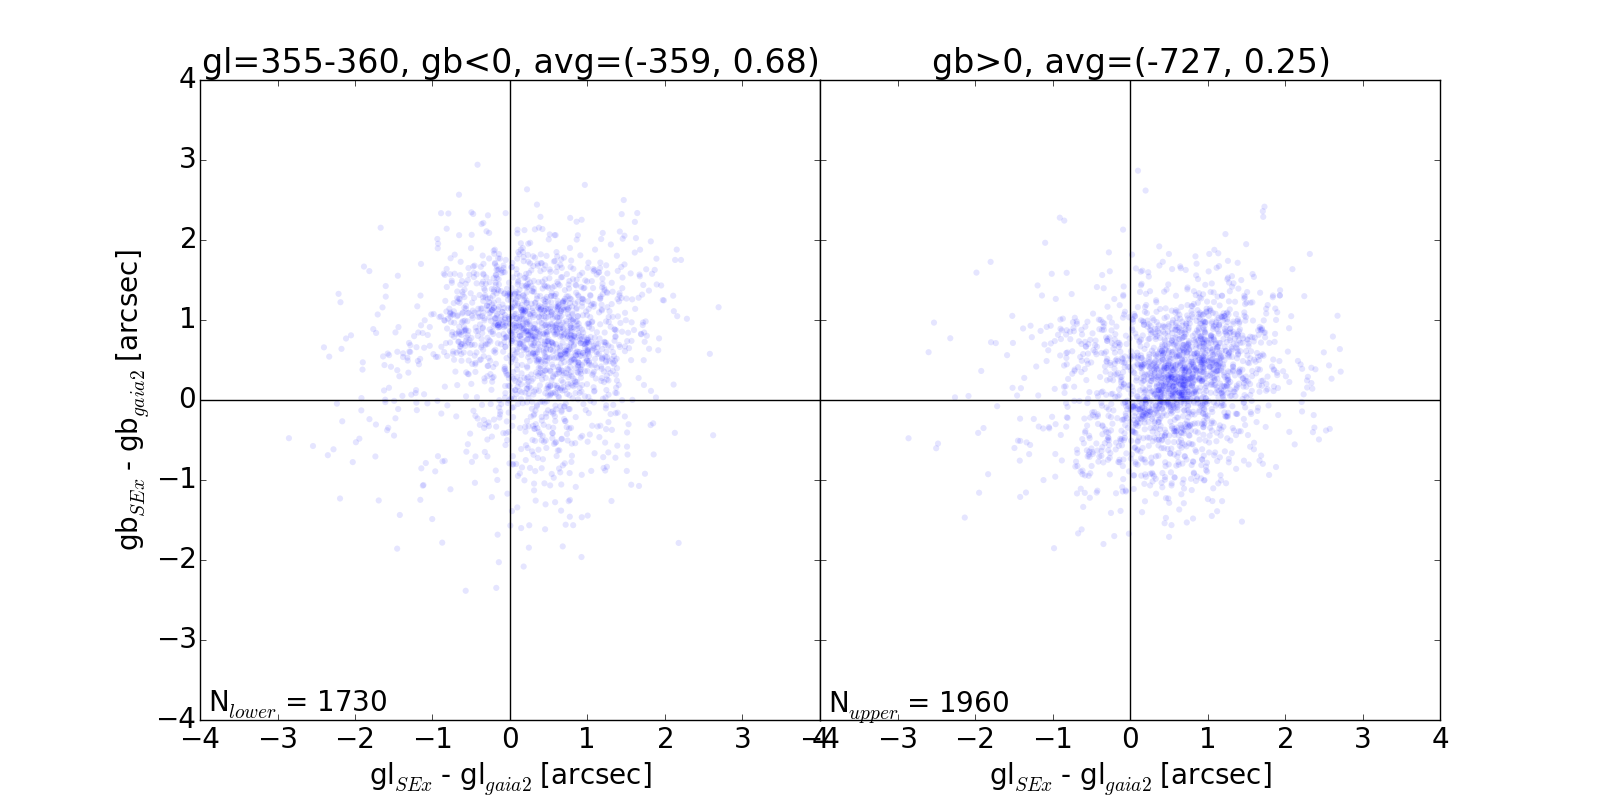 gl=355-360, gb<0, avg=(-359, 0.68)
gb>0, avg=(-727, 0.25)
4
3
2
1
0
−1
−2
−3
−4
gb_SEx - gb_gaia2 [arcsec]
N_lower = 1730
N_upper = 1960
−4 −3 −2 −1 0 1 2 3 4
−4 −3 −2 −1 0 1 2 3 4
gl_SEx - gl_gaia2 [arcsec]
gl_SEx - gl_gaia2 [arcsec]